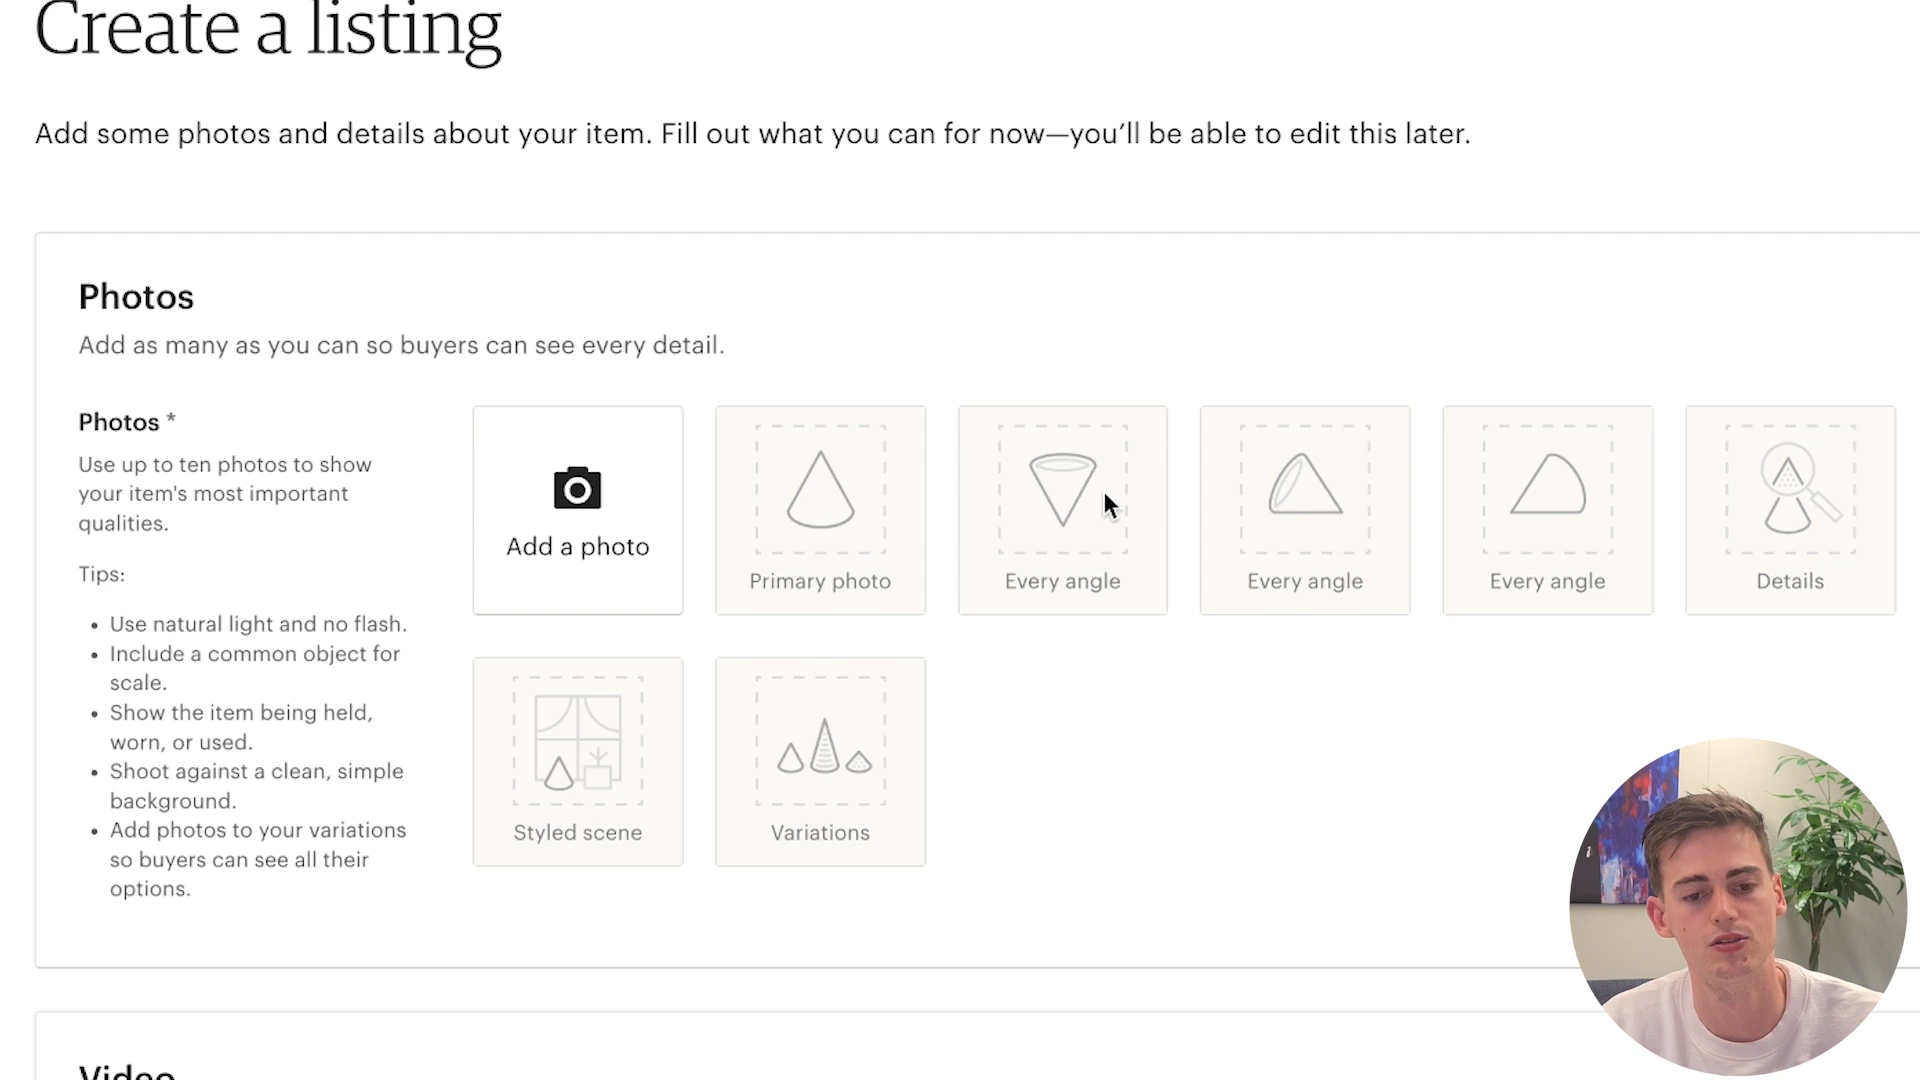 Create a listing
Add some photos and details about your item. Fill out what you can for now—you'll be able to edit this later.
Photos
Add as many as you can so buyers can see every detail.
Photos *
Use up to ten photos to show
your item's most important
qualities.
Tips:
• Use natural light and no flash.
• Include a common object for
scale.
• Show the item being held,
worn, or used.
• Shoot against a clean, simple
background.
• Add photos to your variations
so buyers can see all their
options.
Add a photo
Primary photo
Every angle
Every angle
Every angle
Details
Styled scene
Variations
Video